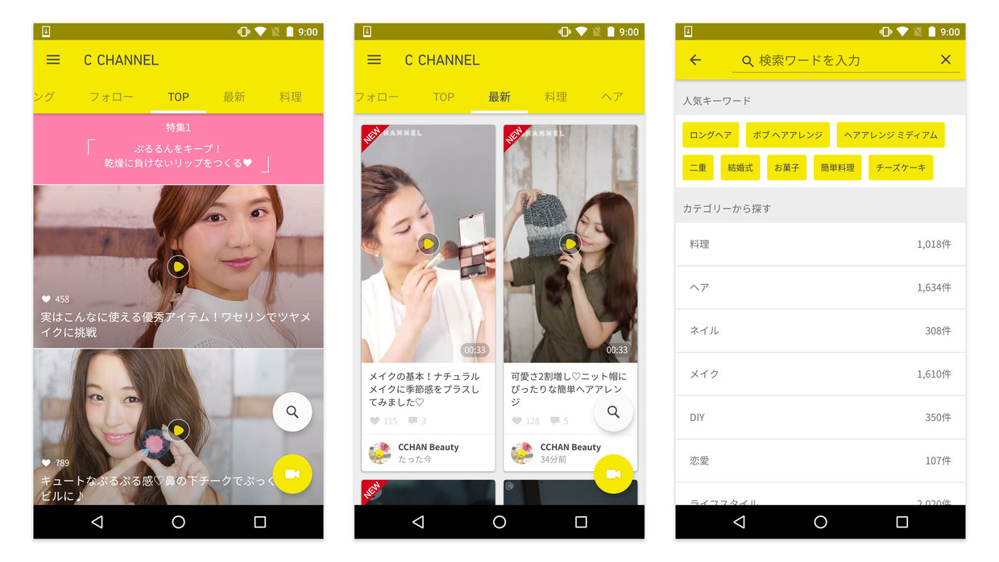 9:00
C CHANNEL
ング フォロー TOP 最新 料理
特集1
「 ぷるるんをキープ！
乾燥に負けないリップをつくる♥ 」
458
実はこんなに使える優秀アイテム！ワセリンでツヤメ
イクに挑戦
789
キュートなぷるぷる感♡鼻の下チークでぷっく
ビルに♪
9:00
C CHANNEL
フォロー TOP 最新 料理 ヘア
NEW
HANNEL
00:33
メイクの基本！ナチュラル
メイクに季節感をプラスし
てみました♡
115 3
CCHAN Beauty
たった今
NEW
HANNEL
00:33
可愛さ2割増し♡ニット帽に
ぴったりな簡単ヘアアレン
ジ
128 5
CCHAN Beauty
34分前
NEW
9:00
検索ワードを入力
人気キーワード
ロングヘア ボブ ヘアアレンジ ヘアアレンジ ミディアム
二重 結婚式 お菓子 簡単料理 チーズケーキ
カテゴリーから探す
料理 1,018件
ヘア 1,634件
ネイル 308件
メイク 1,610件
DIY 350件
恋愛 107件
ライフスタイル 2,020件